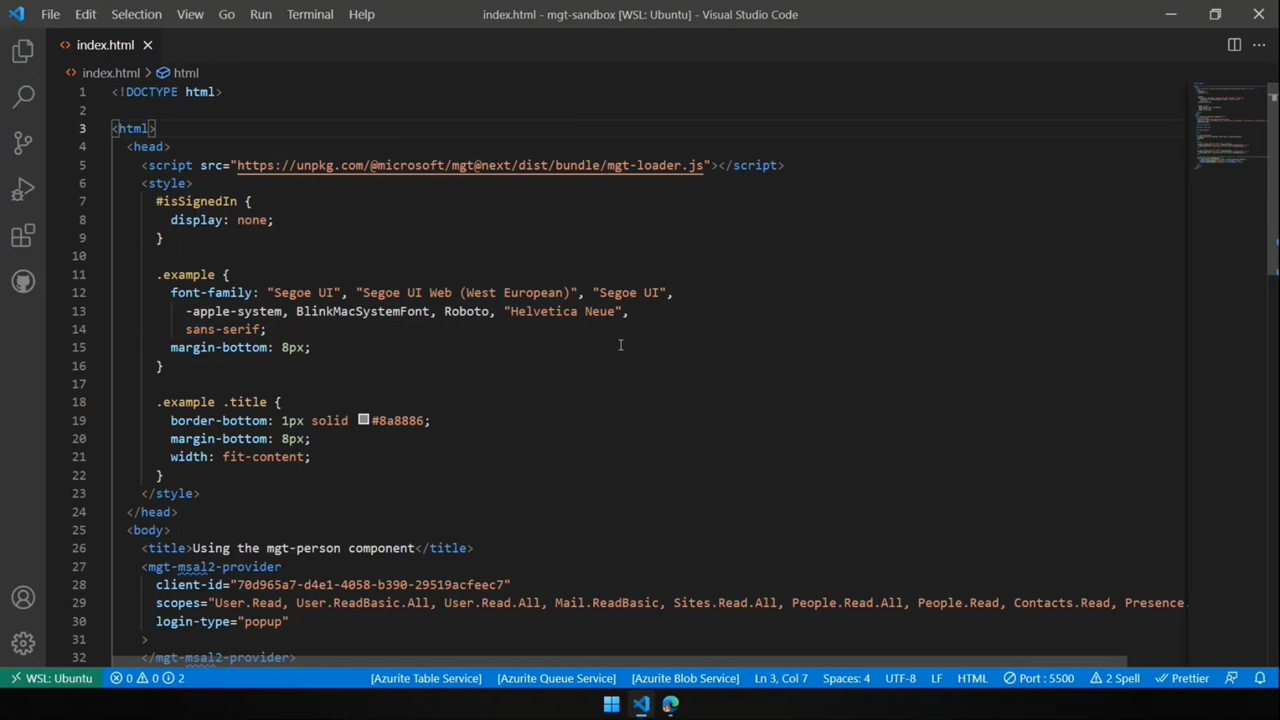 File Edit Selection View Go Run Terminal Help index.html - mgt-sandbox [WSL: Ubuntu] - Visual Studio Code
index.html
index.html > html
1 <!DOCTYPE html>
2
3 <html>
4 <head>
5 <script src="https://unpkg.com/@microsoft/mgt@next/dist/bundle/mgt-loader.js"></script>
6 <style>
7 #isSignedIn {
8 display: none;
9 }
10
11 .example {
12 font-family: "Segoe UI", "Segoe UI Web (West European)", "Segoe UI",
13 -apple-system, BlinkMacSystemFont, Roboto, "Helvetica Neue",
14 sans-serif;
15 margin-bottom: 8px;
16 }
17
18 .example .title {
19 border-bottom: 1px solid #8a8886;
20 margin-bottom: 8px;
21 width: fit-content;
22 }
23 </style>
24 </head>
25 <body>
26 <title>Using the mgt-person component</title>
27 <mgt-msal2-provider
28 client-id="70d965a7-d4e1-4058-b390-29519acfeec7"
29 scopes="User.Read, User.ReadBasic.All, User.Read.All, Mail.ReadBasic, Sites.Read.All, People.Read.All, People.Read, Contacts.Read, Presence.
30 login-type="popup"
31 >
32 </mgt-msal2-provider>
WSL: Ubuntu 0 0 2 [Azurite Table Service] [Azurite Queue Service] [Azurite Blob Service] Ln 3, Col 7 Spaces: 4 UTF-8 LF HTML Port : 5500 2 Spell Prettier